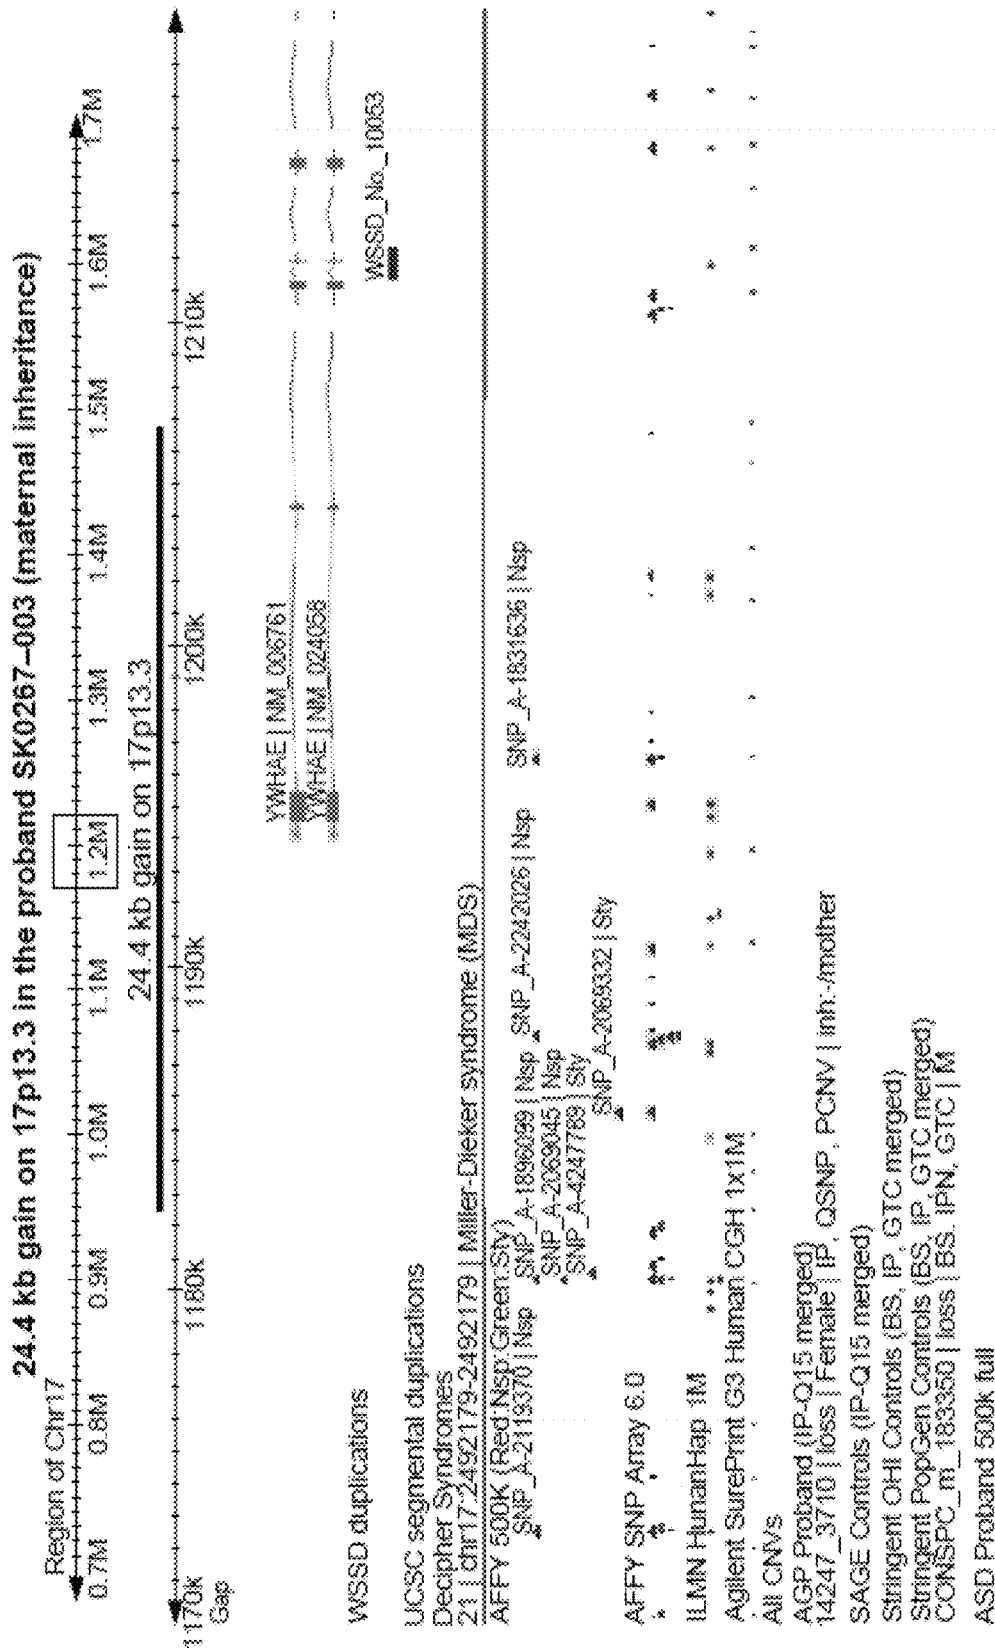 24.4 kb gain on 17p13.3 in the proband SK0267–003 (maternal inheritance)
Region of Chr17
0.7M 0.8M 0.9M 1.0M 1.1M 1.2M 1.3M 1.4M 1.5M 1.6M 1.7M
24.4 kb gain on 17p13.3
1170k 1180k 1190k 1200k 1210k
Gap
YWHAE | NM_006761
YWHAE | NM_024058
WSSD duplications
WSSD_No._10053
UCSC segmental duplications
Decipher Syndromes
21 | chr17:2492179-2492179 | Miller-Dieker syndrome (MDS)
AFFY 500K (Red:Nsp Green:Sty)
SNP_A-2119370 | Nsp
SNP_A-1896099 | Nsp
SNP_A-2242026 | Nsp
SNP_A-1831636 | Nsp
SNP_A-2069045 | Nsp
SNP_A-4247789 | Sty
SNP_A-2069332 | Sty
AFFY SNP Array 6.0
ILMN HumanHap 1M
Agilent SurePrint G3 Human CGH 1x1M
All CNVs
AGP Proband (IP-Q15 merged)
14247_3710 | loss | Female | IP, QSNP, PCNV | inh:-/mother
SAGE Controls (IP-Q15 merged)
Stringent OHI Controls (BS, IP, GTC merged)
Stringent PopGen Controls (BS, IP, GTC merged)
CONSPC_m_1833350 | loss | BS. IPN, GTC | M
ASD Proband 500k full